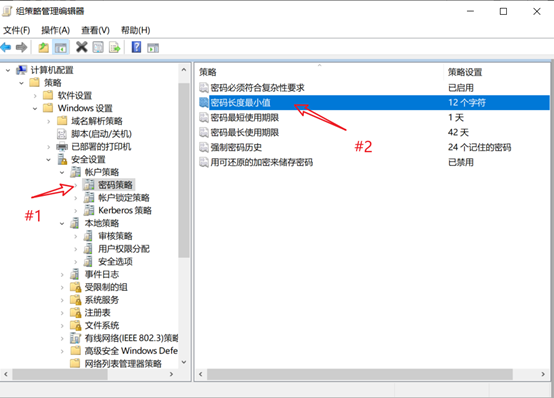 组策略管理编辑器
文件(F) 操作(A) 查看(V) 帮助(H)
计算机配置
策略
软件设置
Windows 设置
域名解析策略
脚本(启动/关机)
已部署的打印机
安全设置
帐户策略
密码策略
帐户锁定策略
Kerberos 策略
本地策略
审核策略
用户权限分配
安全选项
事件日志
受限制的组
系统服务
注册表
文件系统
有线网络(IEEE 802.3)策略
高级安全 Windows Defe
网络列表管理器策略
#1
策略 策略设置
密码必须符合复杂性要求 已启用
密码长度最小值 12 个字符
密码最短使用期限 1 天
密码最长使用期限 42 天
强制密码历史 24 个记住的密码
用可还原的加密来储存密码 已禁用
#2